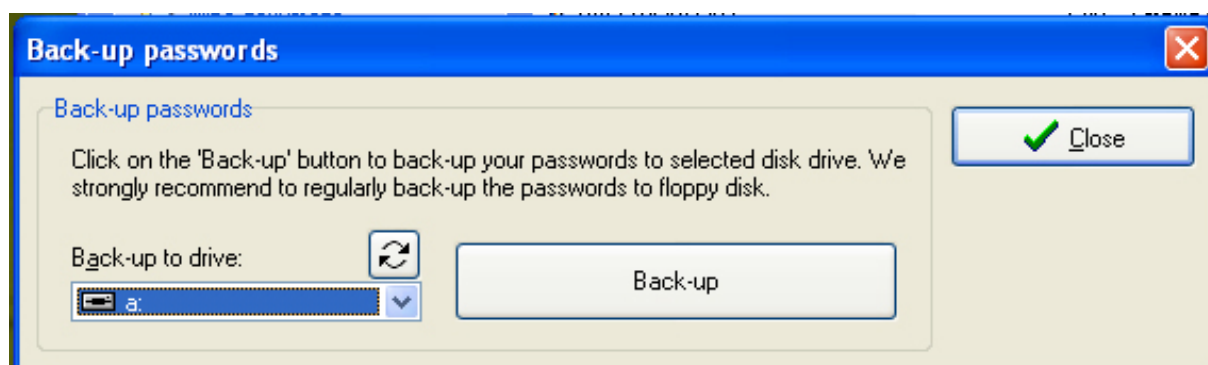 Back-up passwords
Back-up passwords
Click on the 'Back-up' button to back-up your passwords to selected disk drive. We
strongly recommend to regularly back-up the passwords to floppy disk.
Close
Back-up to drive:
a:
Back-up